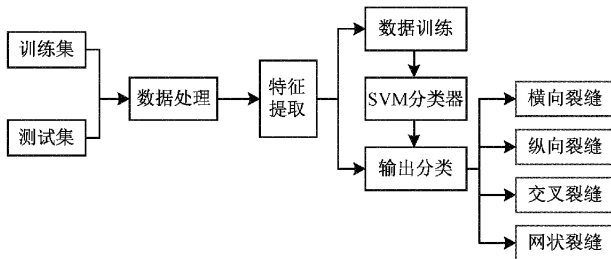 训练集
测试集
数据处理
特征
提取
数据训练
SVM分类器
输出分类
横向裂缝
纵向裂缝
交叉裂缝
网状裂缝